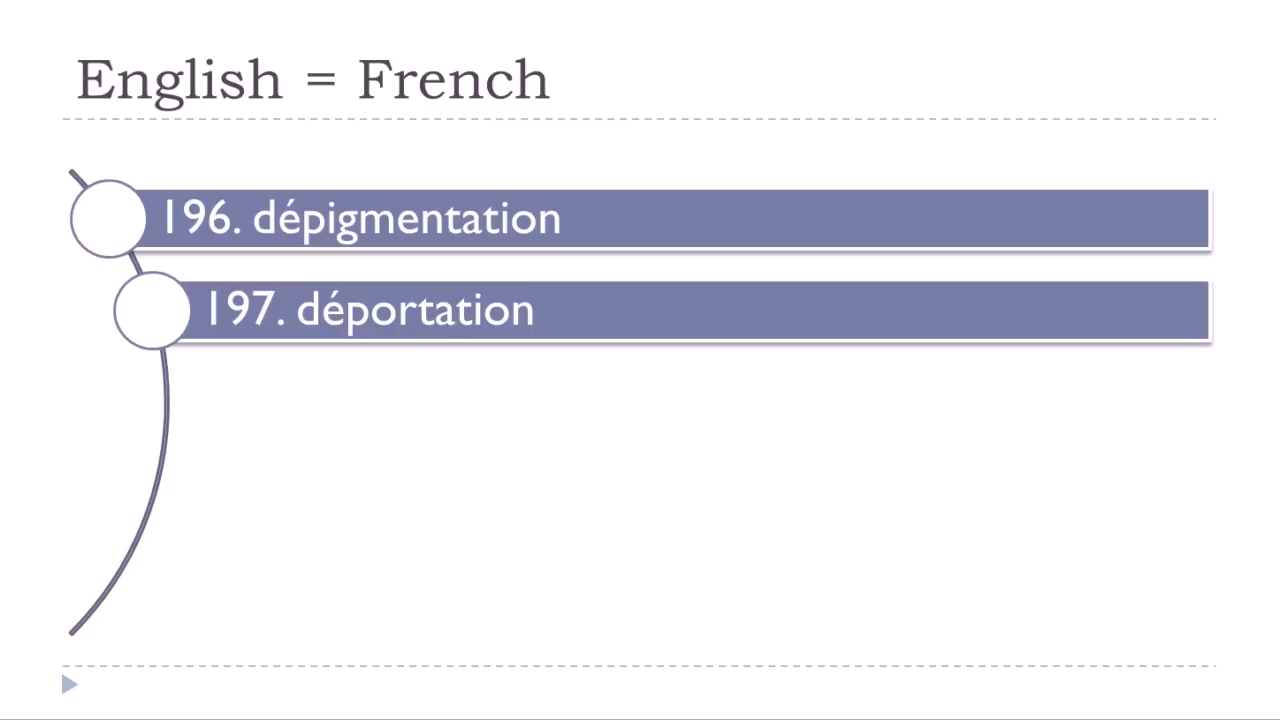 English = French
196. dépigmentation
197. déportation